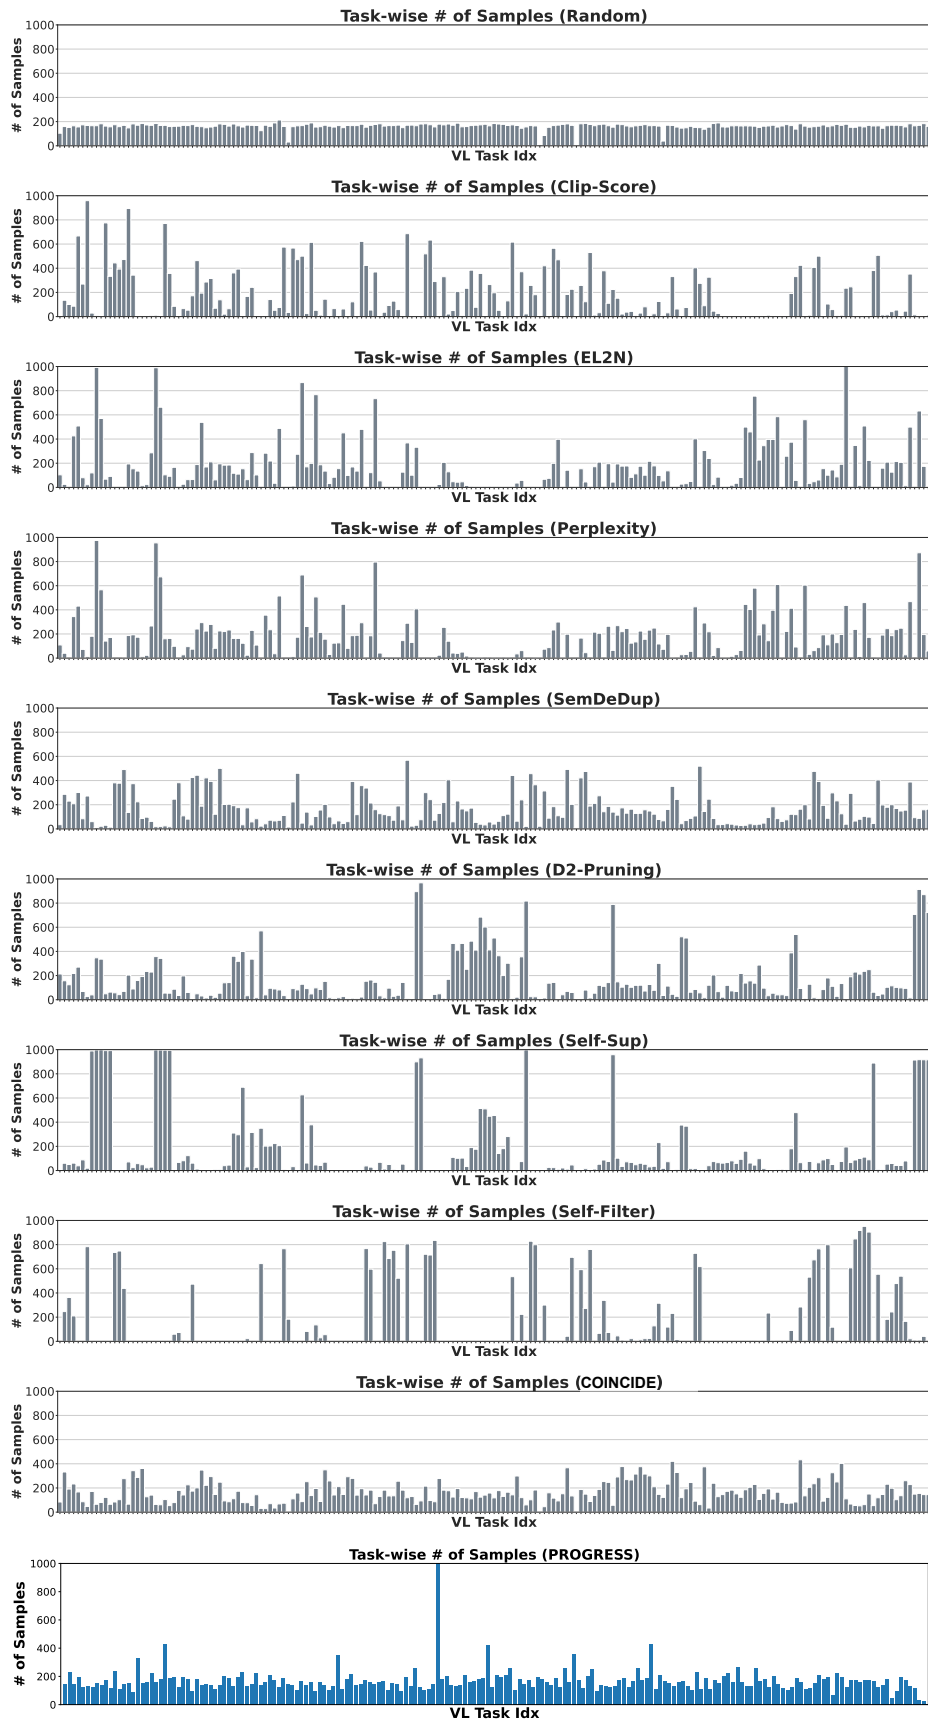 Task-wise # of Samples (Random)
1000
800
600
400
200
0
# of Samples
VL Task Idx
Task-wise # of Samples (Clip-Score)
1000
800
600
400
200
0
# of Samples
VL Task Idx
Task-wise # of Samples (EL2N)
1000
800
600
400
200
0
# of Samples
VL Task Idx
Task-wise # of Samples (Perplexity)
1000
800
600
400
200
0
# of Samples
VL Task Idx
Task-wise # of Samples (SemDeDup)
1000
800
600
400
200
0
# of Samples
VL Task Idx
Task-wise # of Samples (D2-Pruning)
1000
800
600
400
200
0
# of Samples
VL Task Idx
Task-wise # of Samples (Self-Sup)
1000
800
600
400
200
0
# of Samples
VL Task Idx
Task-wise # of Samples (Self-Filter)
1000
800
600
400
200
0
# of Samples
VL Task Idx
Task-wise # of Samples (COINCIDE)
1000
800
600
400
200
0
# of Samples
VL Task Idx
Task-wise # of Samples (PROGRESS)
1000
800
600
400
200
0
# of Samples
VL Task Idx